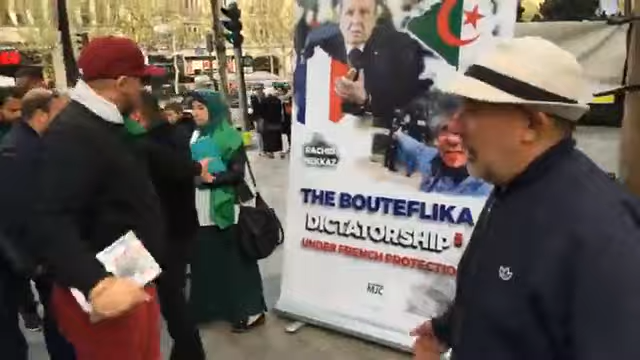 RACHID
NEKKAZ
THE BOUTEFLIKA
DICTATORSHIP
UNDER FRENCH PROTECTION
MJC